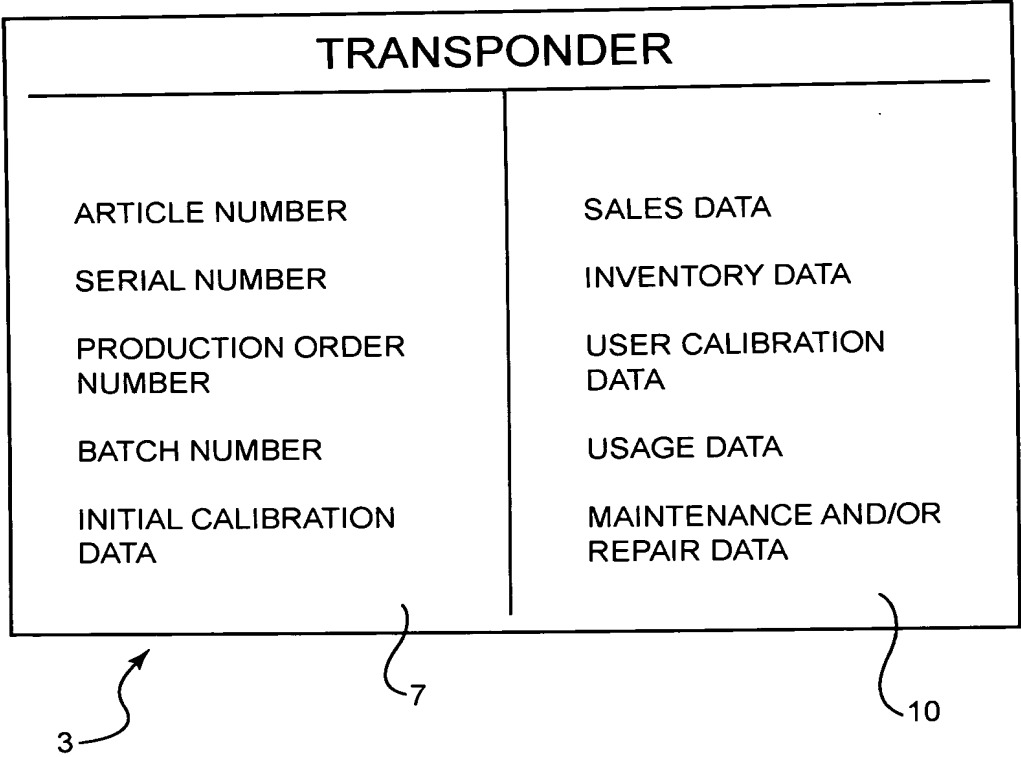 TRANSPONDER
ARTICLE NUMBER
SERIAL NUMBER
PRODUCTION ORDER
NUMBER
BATCH NUMBER
INITIAL CALIBRATION
DATA
SALES DATA
INVENTORY DATA
USER CALIBRATION
DATA
USAGE DATA
MAINTENANCE AND/OR
REPAIR DATA
3
7
10